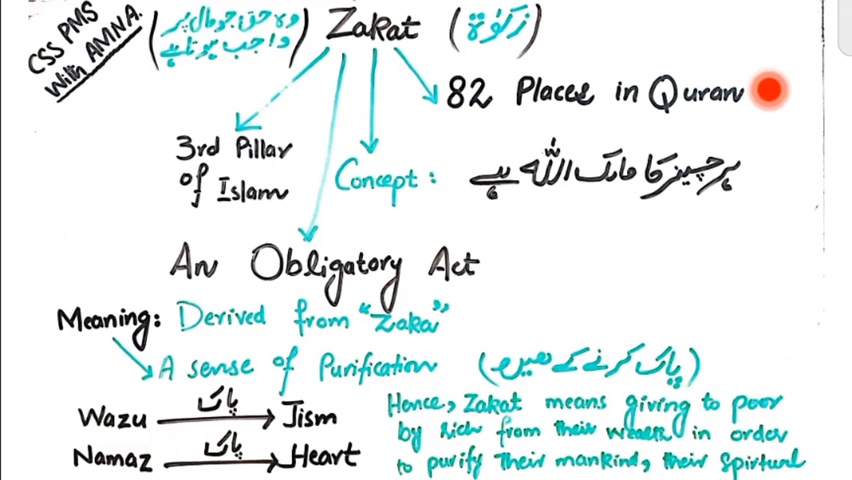 CSS PMS
With AMNA.
(وہ حق جو مال پر
واجب ہوتا ہے)
Zakat (زکوٰۃ)
82 Places in Quran
3rd Pillar
of Islam
Concept: ہر چیز کا مالک اللہ ہے
An Obligatory Act
Meaning: Derived from "Zaka"
A sense of Purification (پاک کرنے کے)
Wazu پاک Jism
Namaz پاک Heart
Hence, Zakat means giving to poor
by Rich from their wealth in order
to purify their mankind, their Spirtual